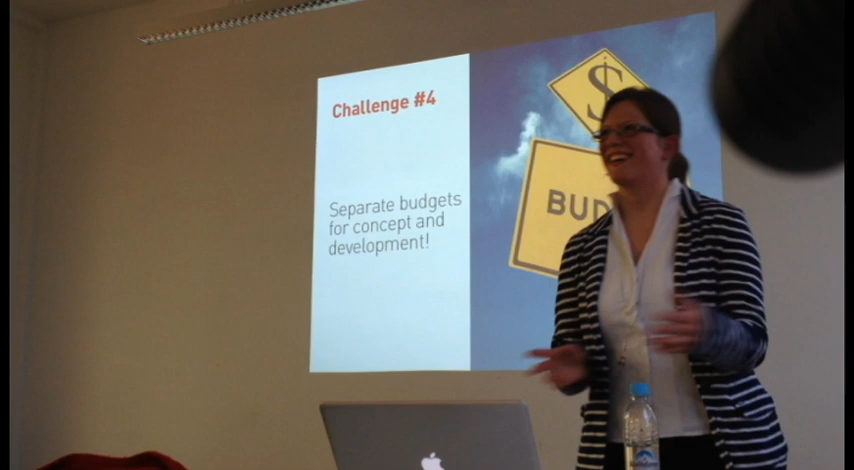 Challenge #4
Separate budgets
for concept and
development!
$
BUD